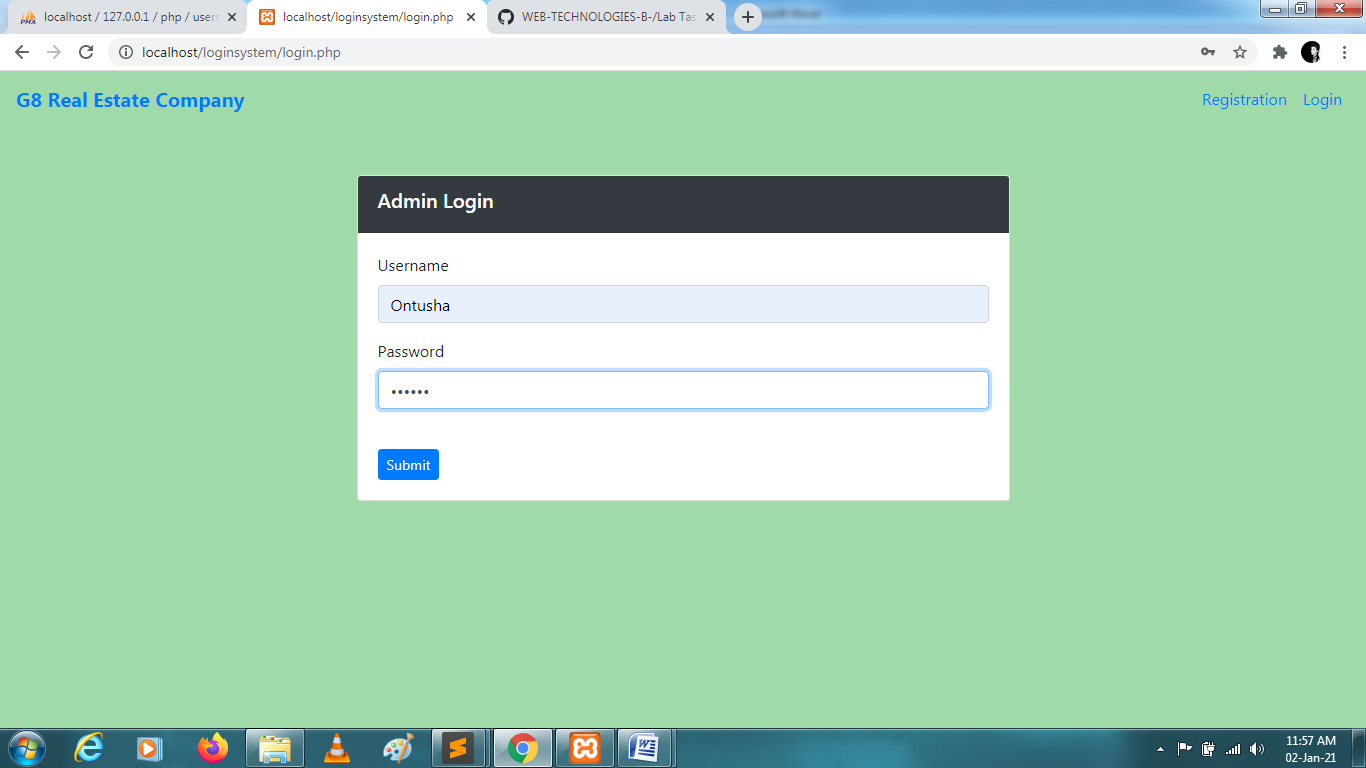 localhost / 127.0.0.1 / php / users
localhost/loginsystem/login.php
WEB-TECHNOLOGIES-B-/Lab Tas
localhost/loginsystem/login.php
G8 Real Estate Company
Registration
Login
Admin Login
Username
Ontusha
Password
••••••
Submit
11:57 AM
02-Jan-21